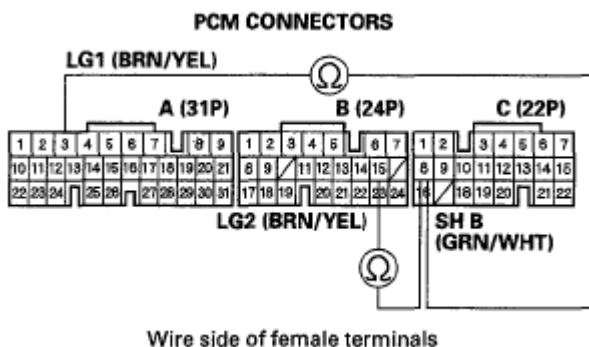 PCM CONNECTORS
LG1 (BRN/YEL)
Ω
A (31P) B (24P) C (22P)
1 2 3 4 5 6 7 8 9 1 2 3 4 5 6 7 1 2 3 4 5 6 7
10 11 12 13 14 15 16 17 18 19 20 21 8 9 11 12 13 14 15 8 9 10 11 12 13 14 15
22 23 24 25 26 27 28 29 30 31 17 18 19 20 21 22 23 24 16 18 19 20 21 22
LG2 (BRN/YEL) SH B
(GRN/WHT)
Ω
Wire side of female terminals